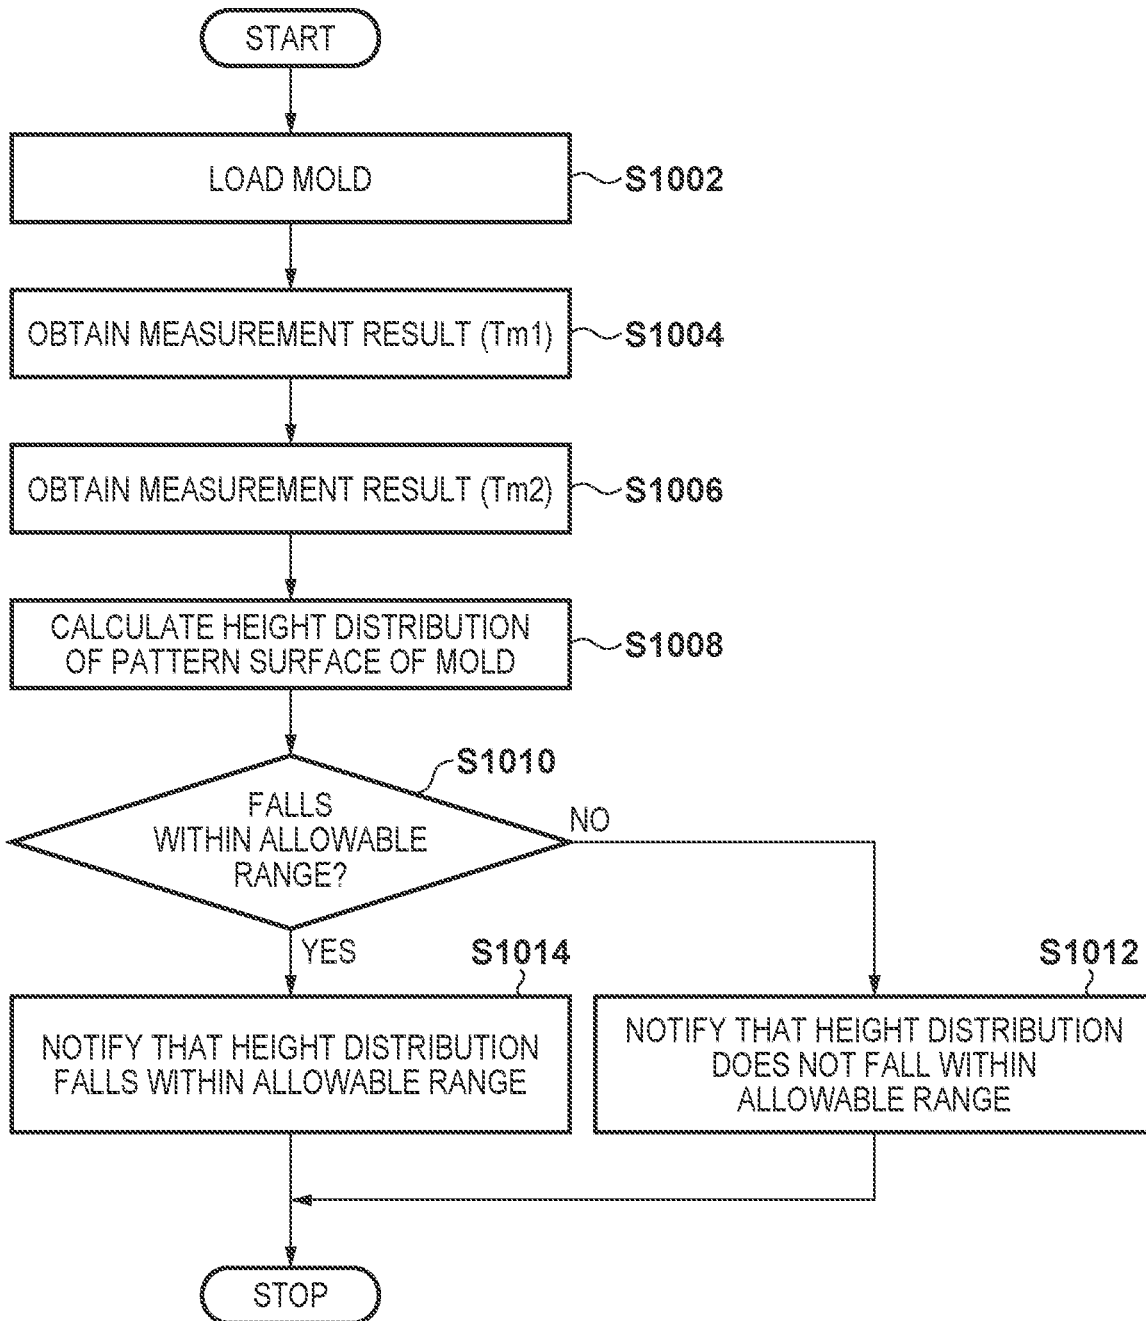 START
LOAD MOLD
S1002
OBTAIN MEASUREMENT RESULT (Tm1)
S1004
OBTAIN MEASUREMENT RESULT (Tm2)
S1006
CALCULATE HEIGHT DISTRIBUTION
OF PATTERN SURFACE OF MOLD
S1008
S1010
FALLS
WITHIN ALLOWABLE
RANGE?
NO
YES
S1014
NOTIFY THAT HEIGHT DISTRIBUTION
FALLS WITHIN ALLOWABLE RANGE
S1012
NOTIFY THAT HEIGHT DISTRIBUTION
DOES NOT FALL WITHIN
ALLOWABLE RANGE
STOP